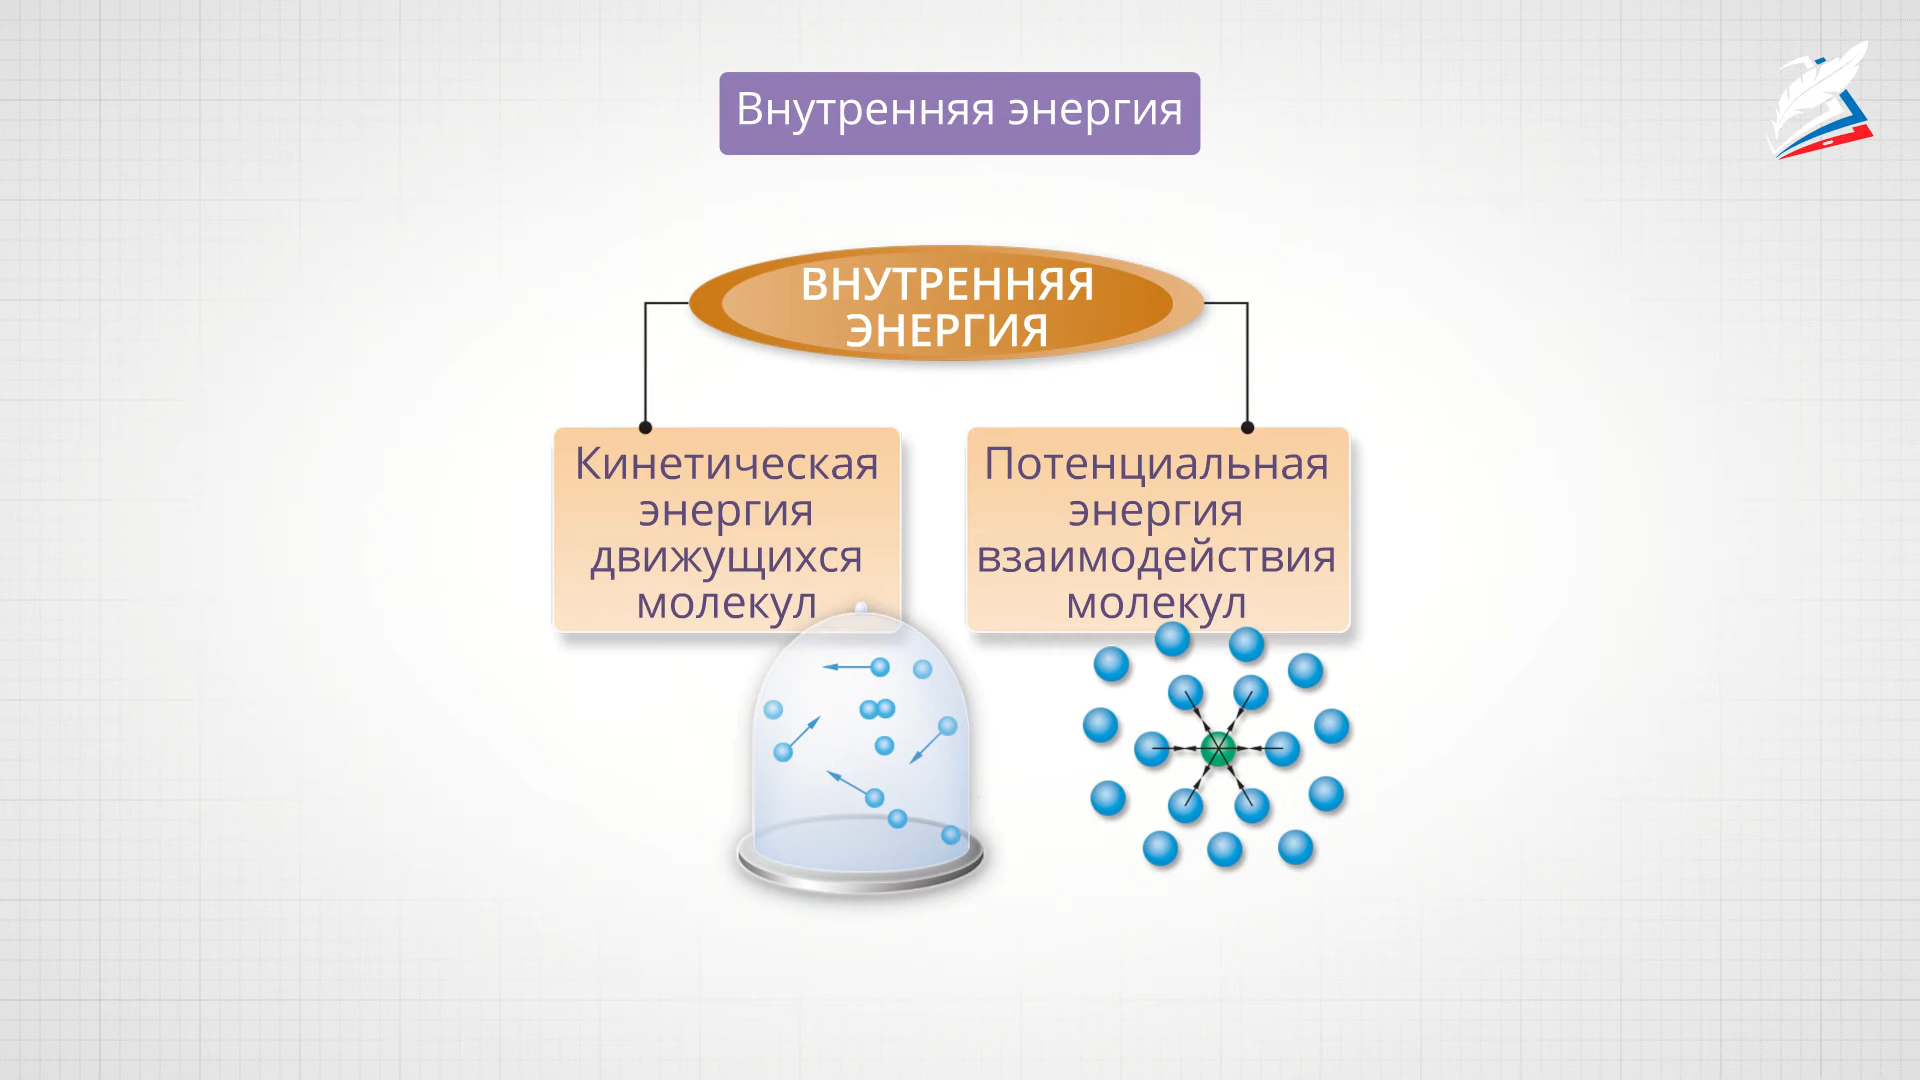 Внутренняя энергия
ВНУТРЕННЯЯ
ЭНЕРГИЯ
Кинетическая
энергия
движущихся
молекул
Потенциальная
энергия
взаимодействия
молекул